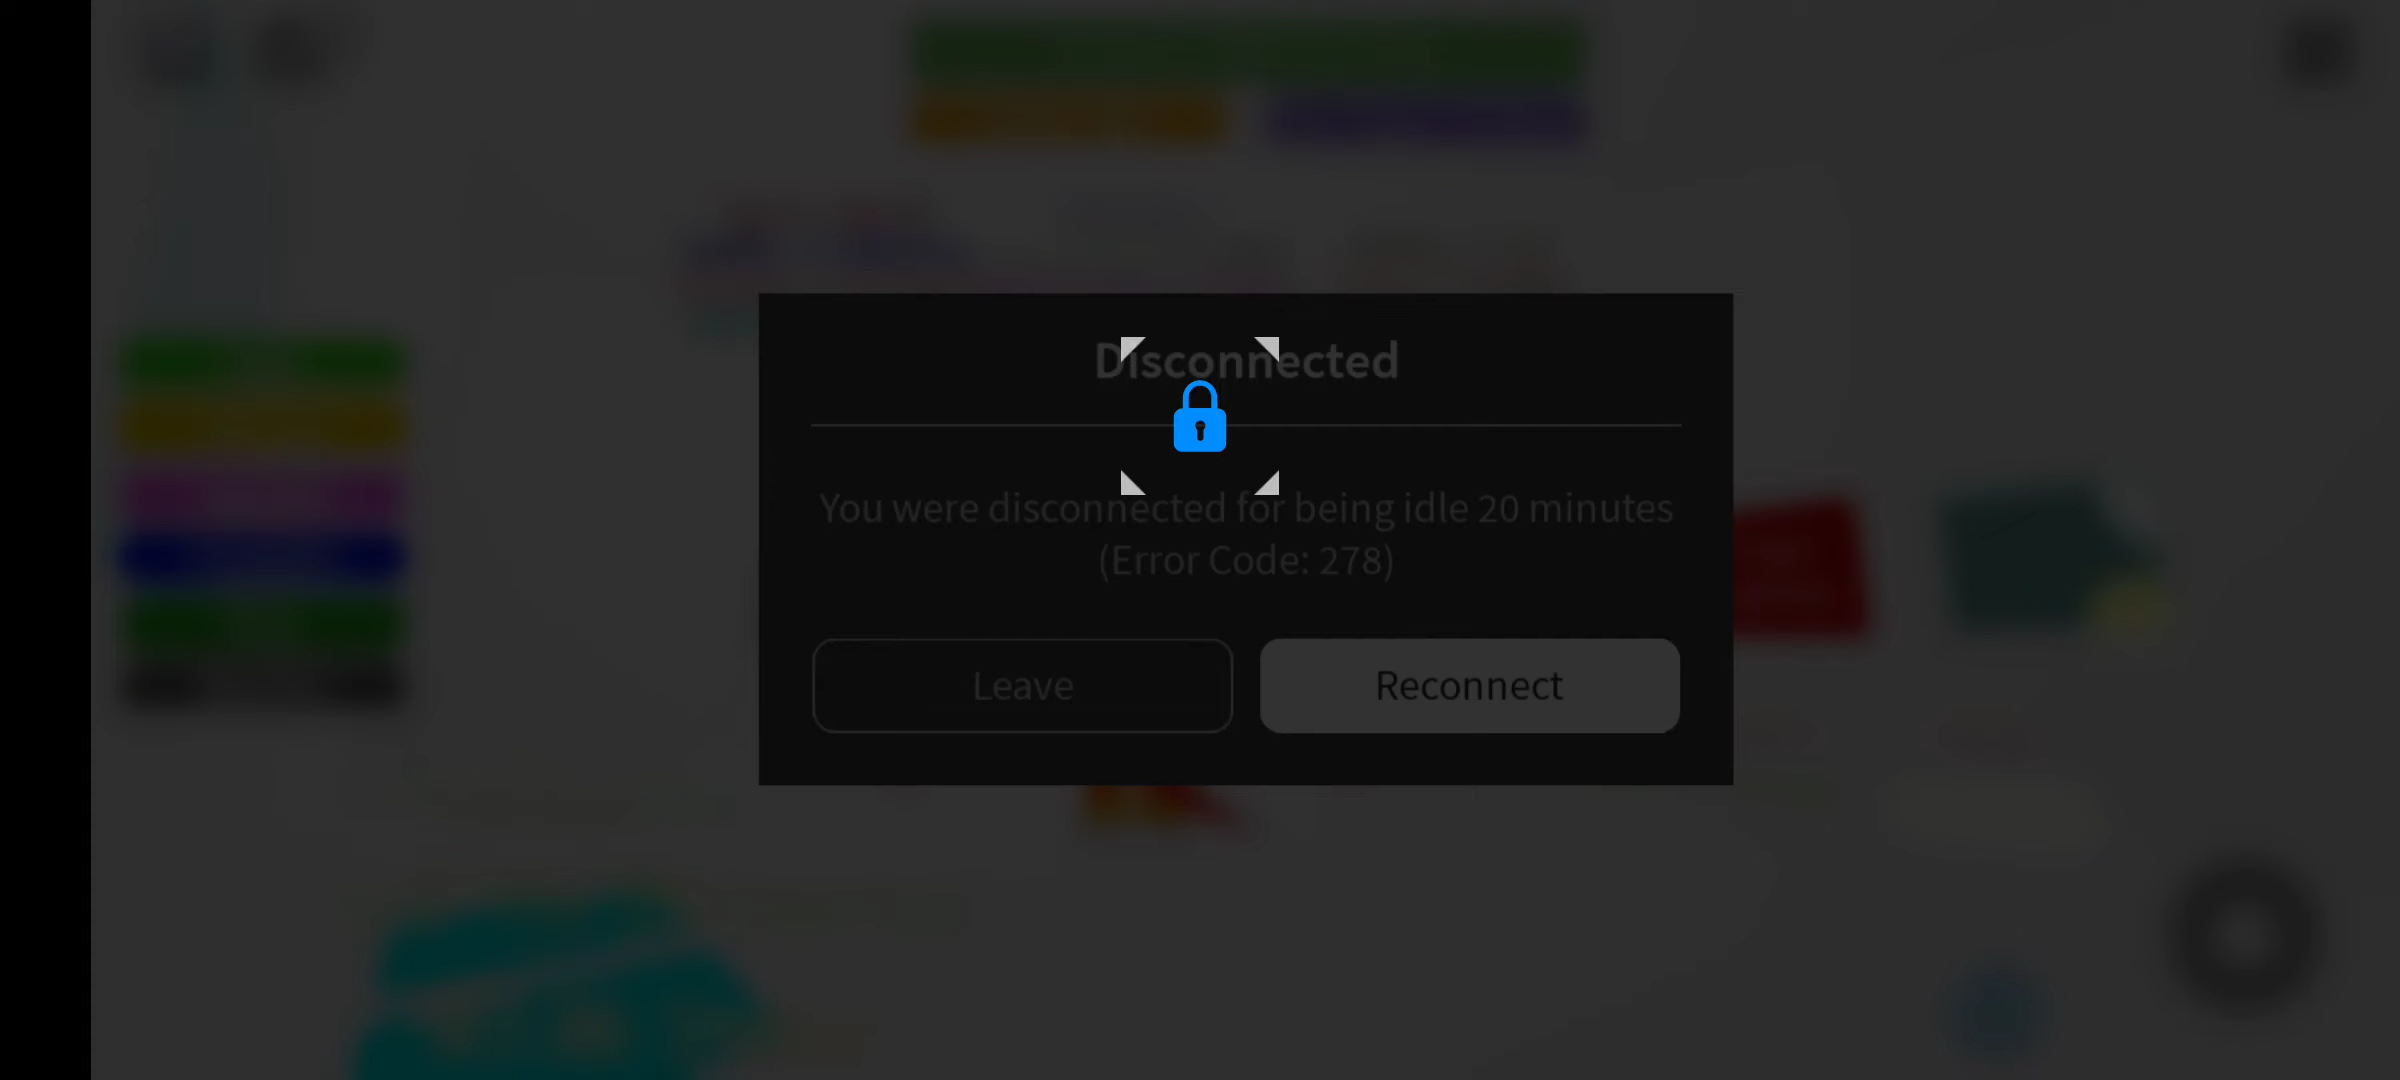 Disconnected
You were disconnected for being idle 20 minutes
(Error Code: 278)
Leave
Reconnect